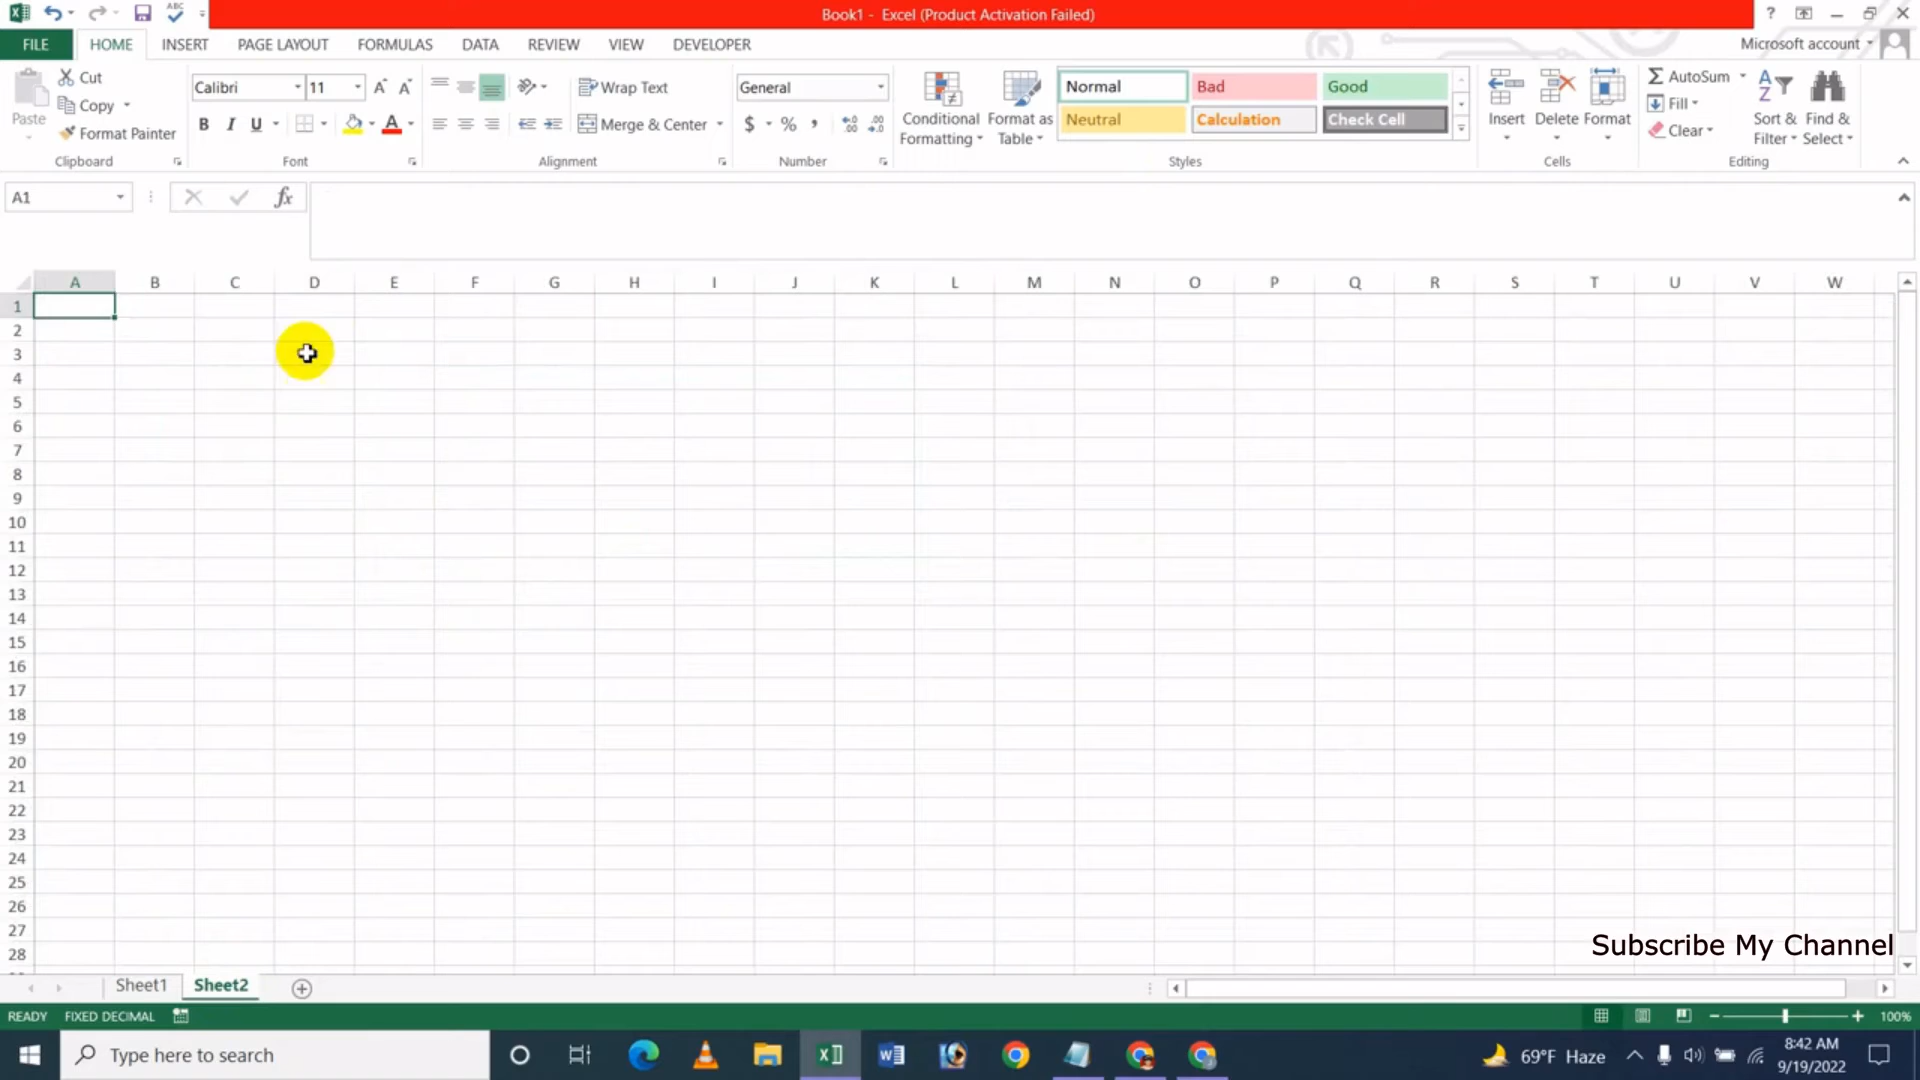 Book1 - Excel (Product Activation Failed)
FILE HOME INSERT PAGE LAYOUT FORMULAS DATA REVIEW VIEW DEVELOPER
Microsoft account
Cut
Copy
Format Painter
Paste
Clipboard
Calibri 11
B I U
Font
Wrap Text
Merge & Center
Alignment
General
$ % ,
Number
Conditional Formatting
Format as Table
Normal Bad Good
Neutral Calculation Check Cell
Styles
Insert Delete Format
Cells
AutoSum
Fill
Clear
Sort & Filter
Find & Select
Editing
A1
fx
A B C D E F G H I J K L M N O P Q R S T U V W
1
2
3
4
5
6
7
8
9
10
11
12
13
14
15
16
17
18
19
20
21
22
23
24
25
26
27
28
Subscribe My Channel
Sheet1 Sheet2
READY FIXED DECIMAL
100%
Type here to search
69°F Haze
8:42 AM
9/19/2022